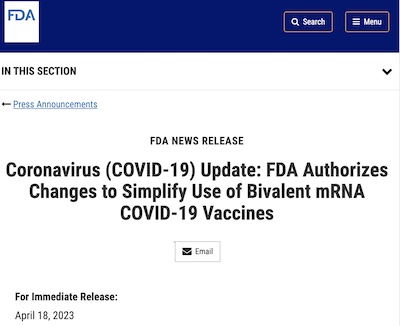 FDA
Search
Menu
IN THIS SECTION
Press Announcements
FDA NEWS RELEASE
Coronavirus (COVID-19) Update: FDA Authorizes
Changes to Simplify Use of Bivalent mRNA
COVID-19 Vaccines
Email
For Immediate Release:
April 18, 2023